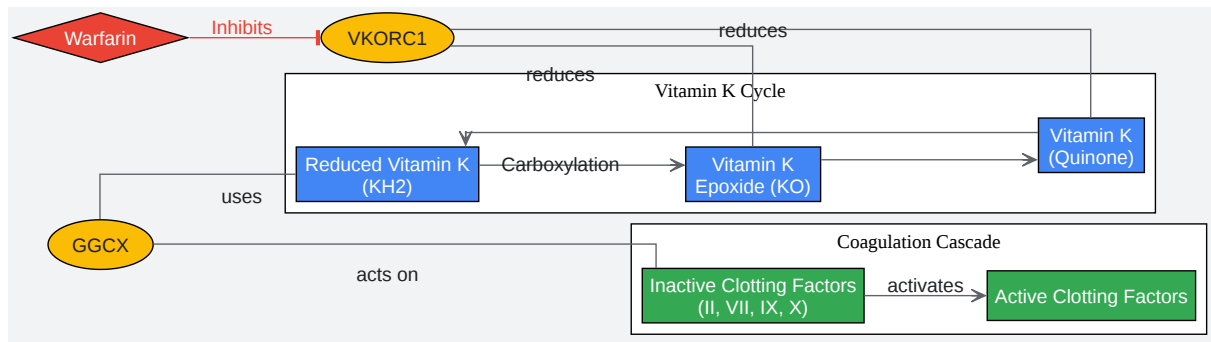 Warfarin
Inhibits
VKORC1
reduces
reduces
Vitamin K Cycle
Vitamin K
(Quinone)
Reduced Vitamin K
(KH2)
Carboxylation
Vitamin K
Epoxide (KO)
uses
GGCX
acts on
Coagulation Cascade
Inactive Clotting Factors
(II, VII, IX, X)
activates
Active Clotting Factors